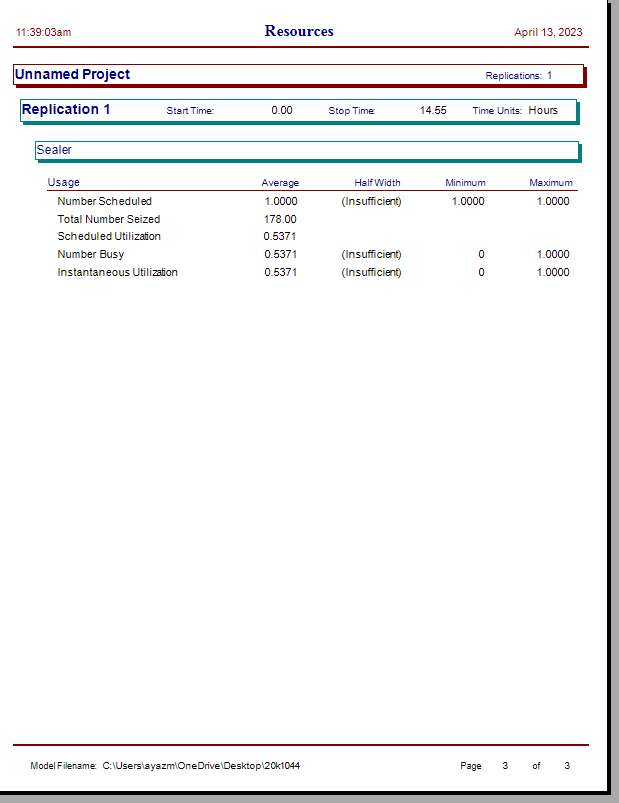 11:39:03am Resources April 13, 2023
Unnamed Project Replications: 1
Replication 1 Start Time: 0.00 Stop Time: 14.55 Time Units: Hours
Sealer
Usage Average Half Width Minimum Maximum
Number Scheduled 1.0000 (Insufficient) 1.0000 1.0000
Total Number Seized 178.00
Scheduled Utilization 0.5371
Number Busy 0.5371 (Insufficient) 0 1.0000
Instantaneous Utilization 0.5371 (Insufficient) 0 1.0000
Model Filename: C:\Users\ayazm\OneDrive\Desktop\20k1044 Page 3 of 3